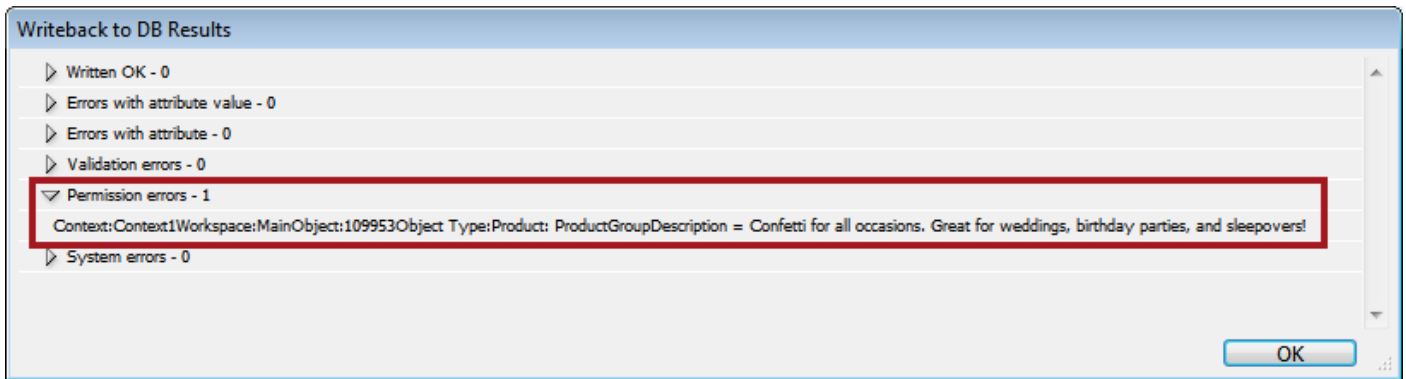 Writeback to DB Results
Written OK - 0
Errors with attribute value - 0
Errors with attribute - 0
Validation errors - 0
Permission errors - 1
Context:Context1Workspace:MainObject:109953Object Type:Product: ProductGroupDescription = Confetti for all occasions. Great for weddings, birthday parties, and sleepovers!
System errors - 0
OK